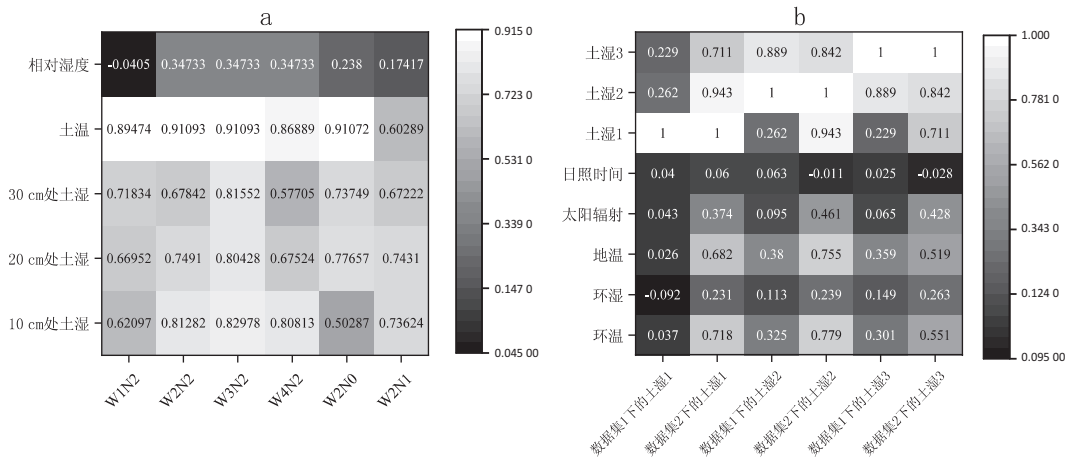 a
相对湿度 -0.0405 0.34733 0.34733 0.34733 0.238 0.17417
土温 0.89474 0.91093 0.91093 0.86889 0.91072 0.60289
30 cm处土湿 0.71834 0.67842 0.81552 0.57705 0.73749 0.67222
20 cm处土湿 0.66952 0.7491 0.80428 0.67524 0.77657 0.7431
10 cm处土湿 0.62097 0.81282 0.82978 0.80813 0.50287 0.73624
W1N2 W2N2 W3N2 W4N2 W2N0 W2N1
0.915 0
0.723 0
0.531 0
0.339 0
0.147 0
0.045 00
b
土湿3 0.229 0.711 0.889 0.842 1 1
土湿2 0.262 0.943 1 1 0.889 0.842
土湿1 1 1 0.262 0.943 0.229 0.711
日照时间 0.04 0.06 0.063 -0.011 0.025 -0.028
太阳辐射 0.043 0.374 0.095 0.461 0.065 0.428
地温 0.026 0.682 0.38 0.755 0.359 0.519
环湿 -0.092 0.231 0.113 0.239 0.149 0.263
环温 0.037 0.718 0.325 0.779 0.301 0.551
数据集1下的土湿1 数据集2下的土湿1 数据集1下的土湿2 数据集2下的土湿2 数据集1下的土湿3 数据集2下的土湿3
1.000
0.781 0
0.562 0
0.343 0
0.124 0
0.095 00